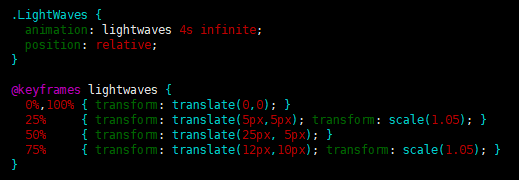 .LightWaves {
  animation: lightwaves 4s infinite;
  position: relative;
}
@keyframes lightwaves {
  0%,100% { transform: translate(0,0); }
  25%     { transform: translate(5px,5px); transform: scale(1.05); }
  50%     { transform: translate(25px, 5px); }
  75%     { transform: translate(12px,10px); transform: scale(1.05); }
}